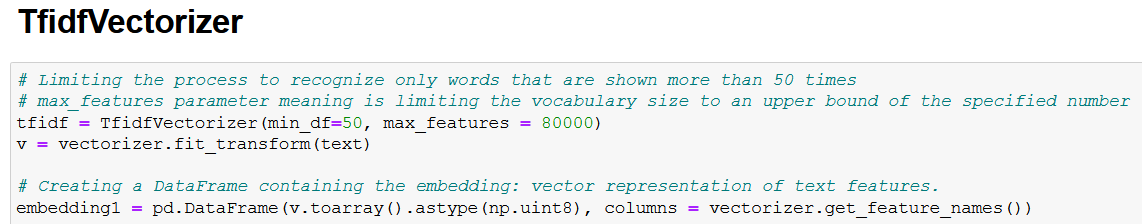 TfidfVectorizer
# Limiting the process to recognize only words that are shown more than 50 times
# max_features parameter meaning is limiting the vocabulary size to an upper bound of the specified number
tfidf = TfidfVectorizer(min_df=50, max_features = 80000)
v = vectorizer.fit_transform(text)
# Creating a DataFrame containing the embedding: vector representation of text features.
embedding1 = pd.DataFrame(v.toarray().astype(np.uint8), columns = vectorizer.get_feature_names())